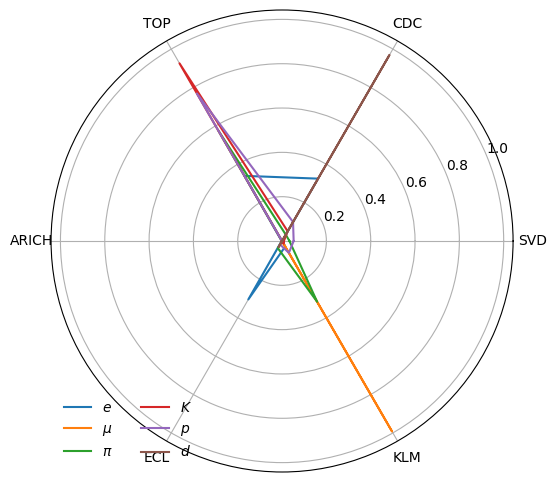 TOP CDC
1.0
0.8
0.6
0.4
0.2
ARICH SVD
e K
μ p
π d
ECL KLM